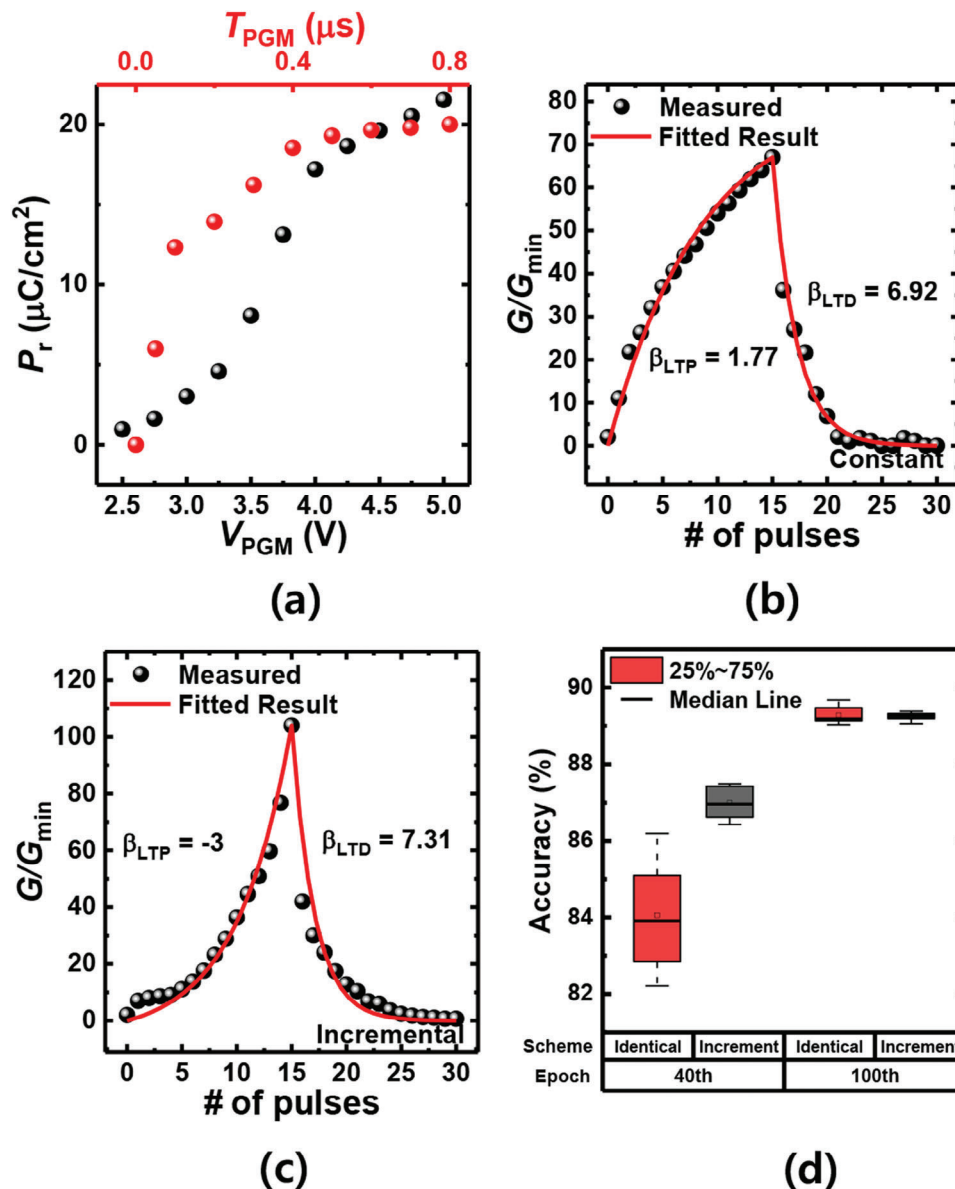 T_PGM (μs)
0.0 0.4 0.8
P_r (μC/cm²)
20
0
2.5 3.0 3.5 4.0 4.5 5.0
V_PGM (V)
(a)
80
70
60
50
40
30
20
10
0
G/G_min
Measured
Fitted Result
β_LTD = 6.92
β_LTP = 1.77
Constant
0 5 10 15 20 25 30
# of pulses
(b)
120
100
80
60
40
20
0
G/G_min
Measured
Fitted Result
β_LTP = -3
β_LTD = 7.31
Incremental
0 5 10 15 20 25 30
# of pulses
(c)
25%~75%
Median Line
90
88
86
84
82
Accuracy (%)
Scheme Identical Increment Identical Increment
Epoch 40th 100th
(d)